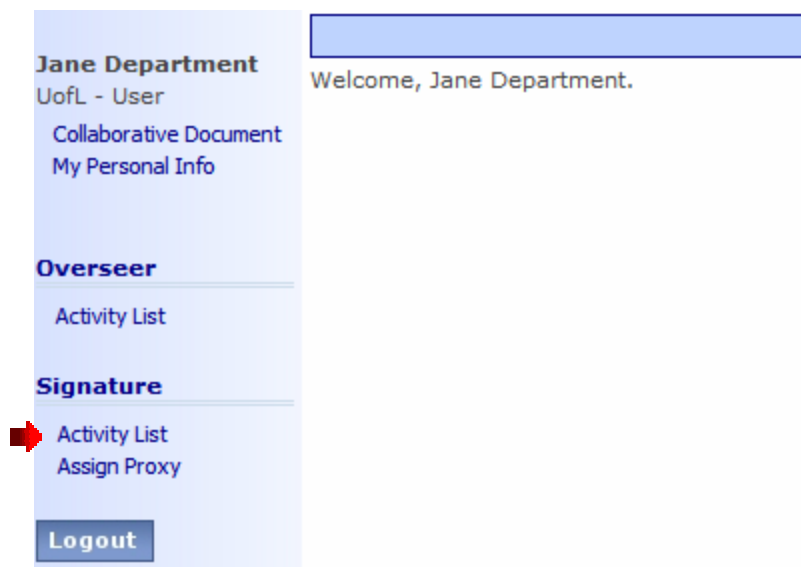 Jane Department
UofL - User
Collaborative Document
My Personal Info
Overseer
Activity List
Signature
Activity List
Assign Proxy
Logout
Welcome, Jane Department.